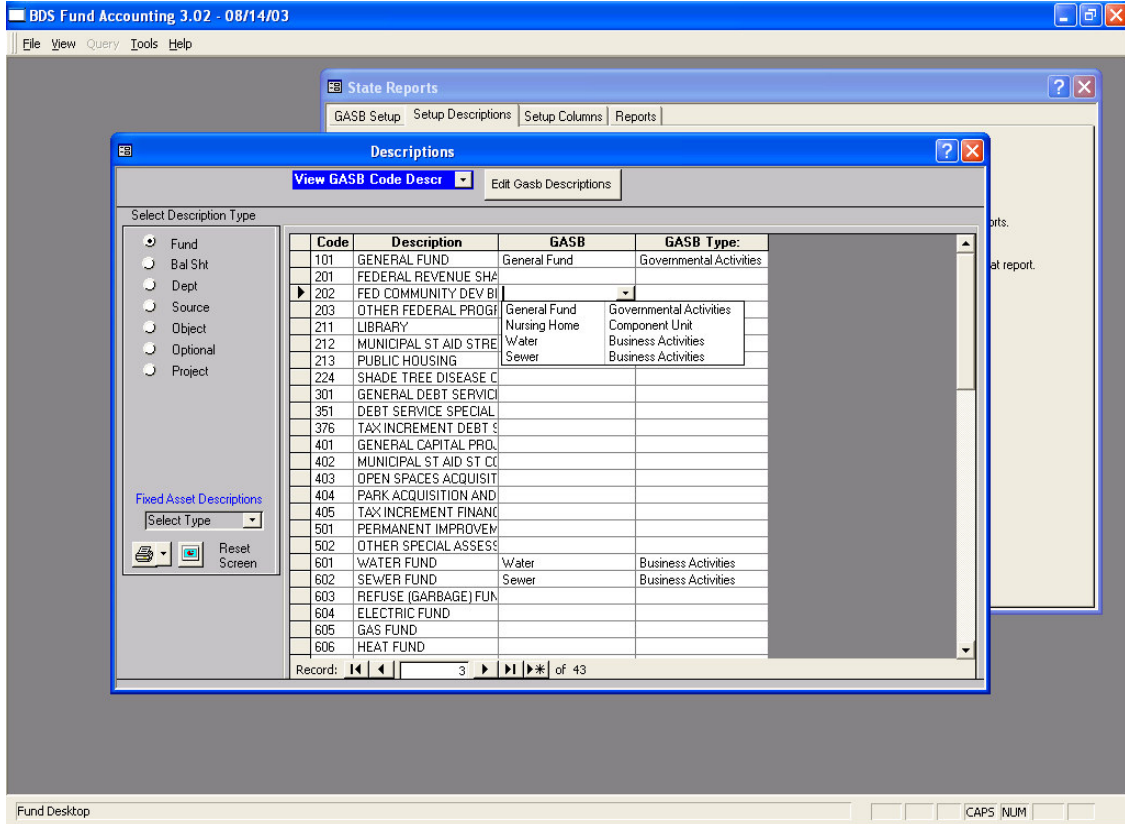 BDS Fund Accounting 3.02 - 08/14/03
File View Query Tools Help
State Reports
GASB Setup Setup Descriptions Setup Columns Reports
Descriptions
View GASB Code Descr Edit Gasb Descriptions
orts.
at report.
Select Description Type
Fund
Bal Sht
Dept
Source
Object
Optional
Project
Fixed Asset Descriptions
Select Type
Reset
Screen
Code Description GASB GASB Type:
101 GENERAL FUND General Fund Governmental Activities
201 FEDERAL REVENUE SHA
202 FED COMMUNITY DEV BI
203 OTHER FEDERAL PROGF
211 LIBRARY
212 MUNICIPAL ST AID STRE
213 PUBLIC HOUSING
General Fund Governmental Activities
Nursing Home Component Unit
Water Business Activities
Sewer Business Activities
224 SHADE TREE DISEASE C
301 GENERAL DEBT SERVICI
351 DEBT SERVICE SPECIAL
376 TAX INCREMENT DEBT S
401 GENERAL CAPITAL PROJ
402 MUNICIPAL ST AID ST CO
403 OPEN SPACES ACQUISIT
404 PARK ACQUISITION AND
405 TAX INCREMENT FINANC
501 PERMANENT IMPROVEM
502 OTHER SPECIAL ASSESS
601 WATER FUND Water Business Activities
602 SEWER FUND Sewer Business Activities
603 REFUSE (GARBAGE) FUN
604 ELECTRIC FUND
605 GAS FUND
606 HEAT FUND
Record: 3 of 43
Fund Desktop
CAPS NUM